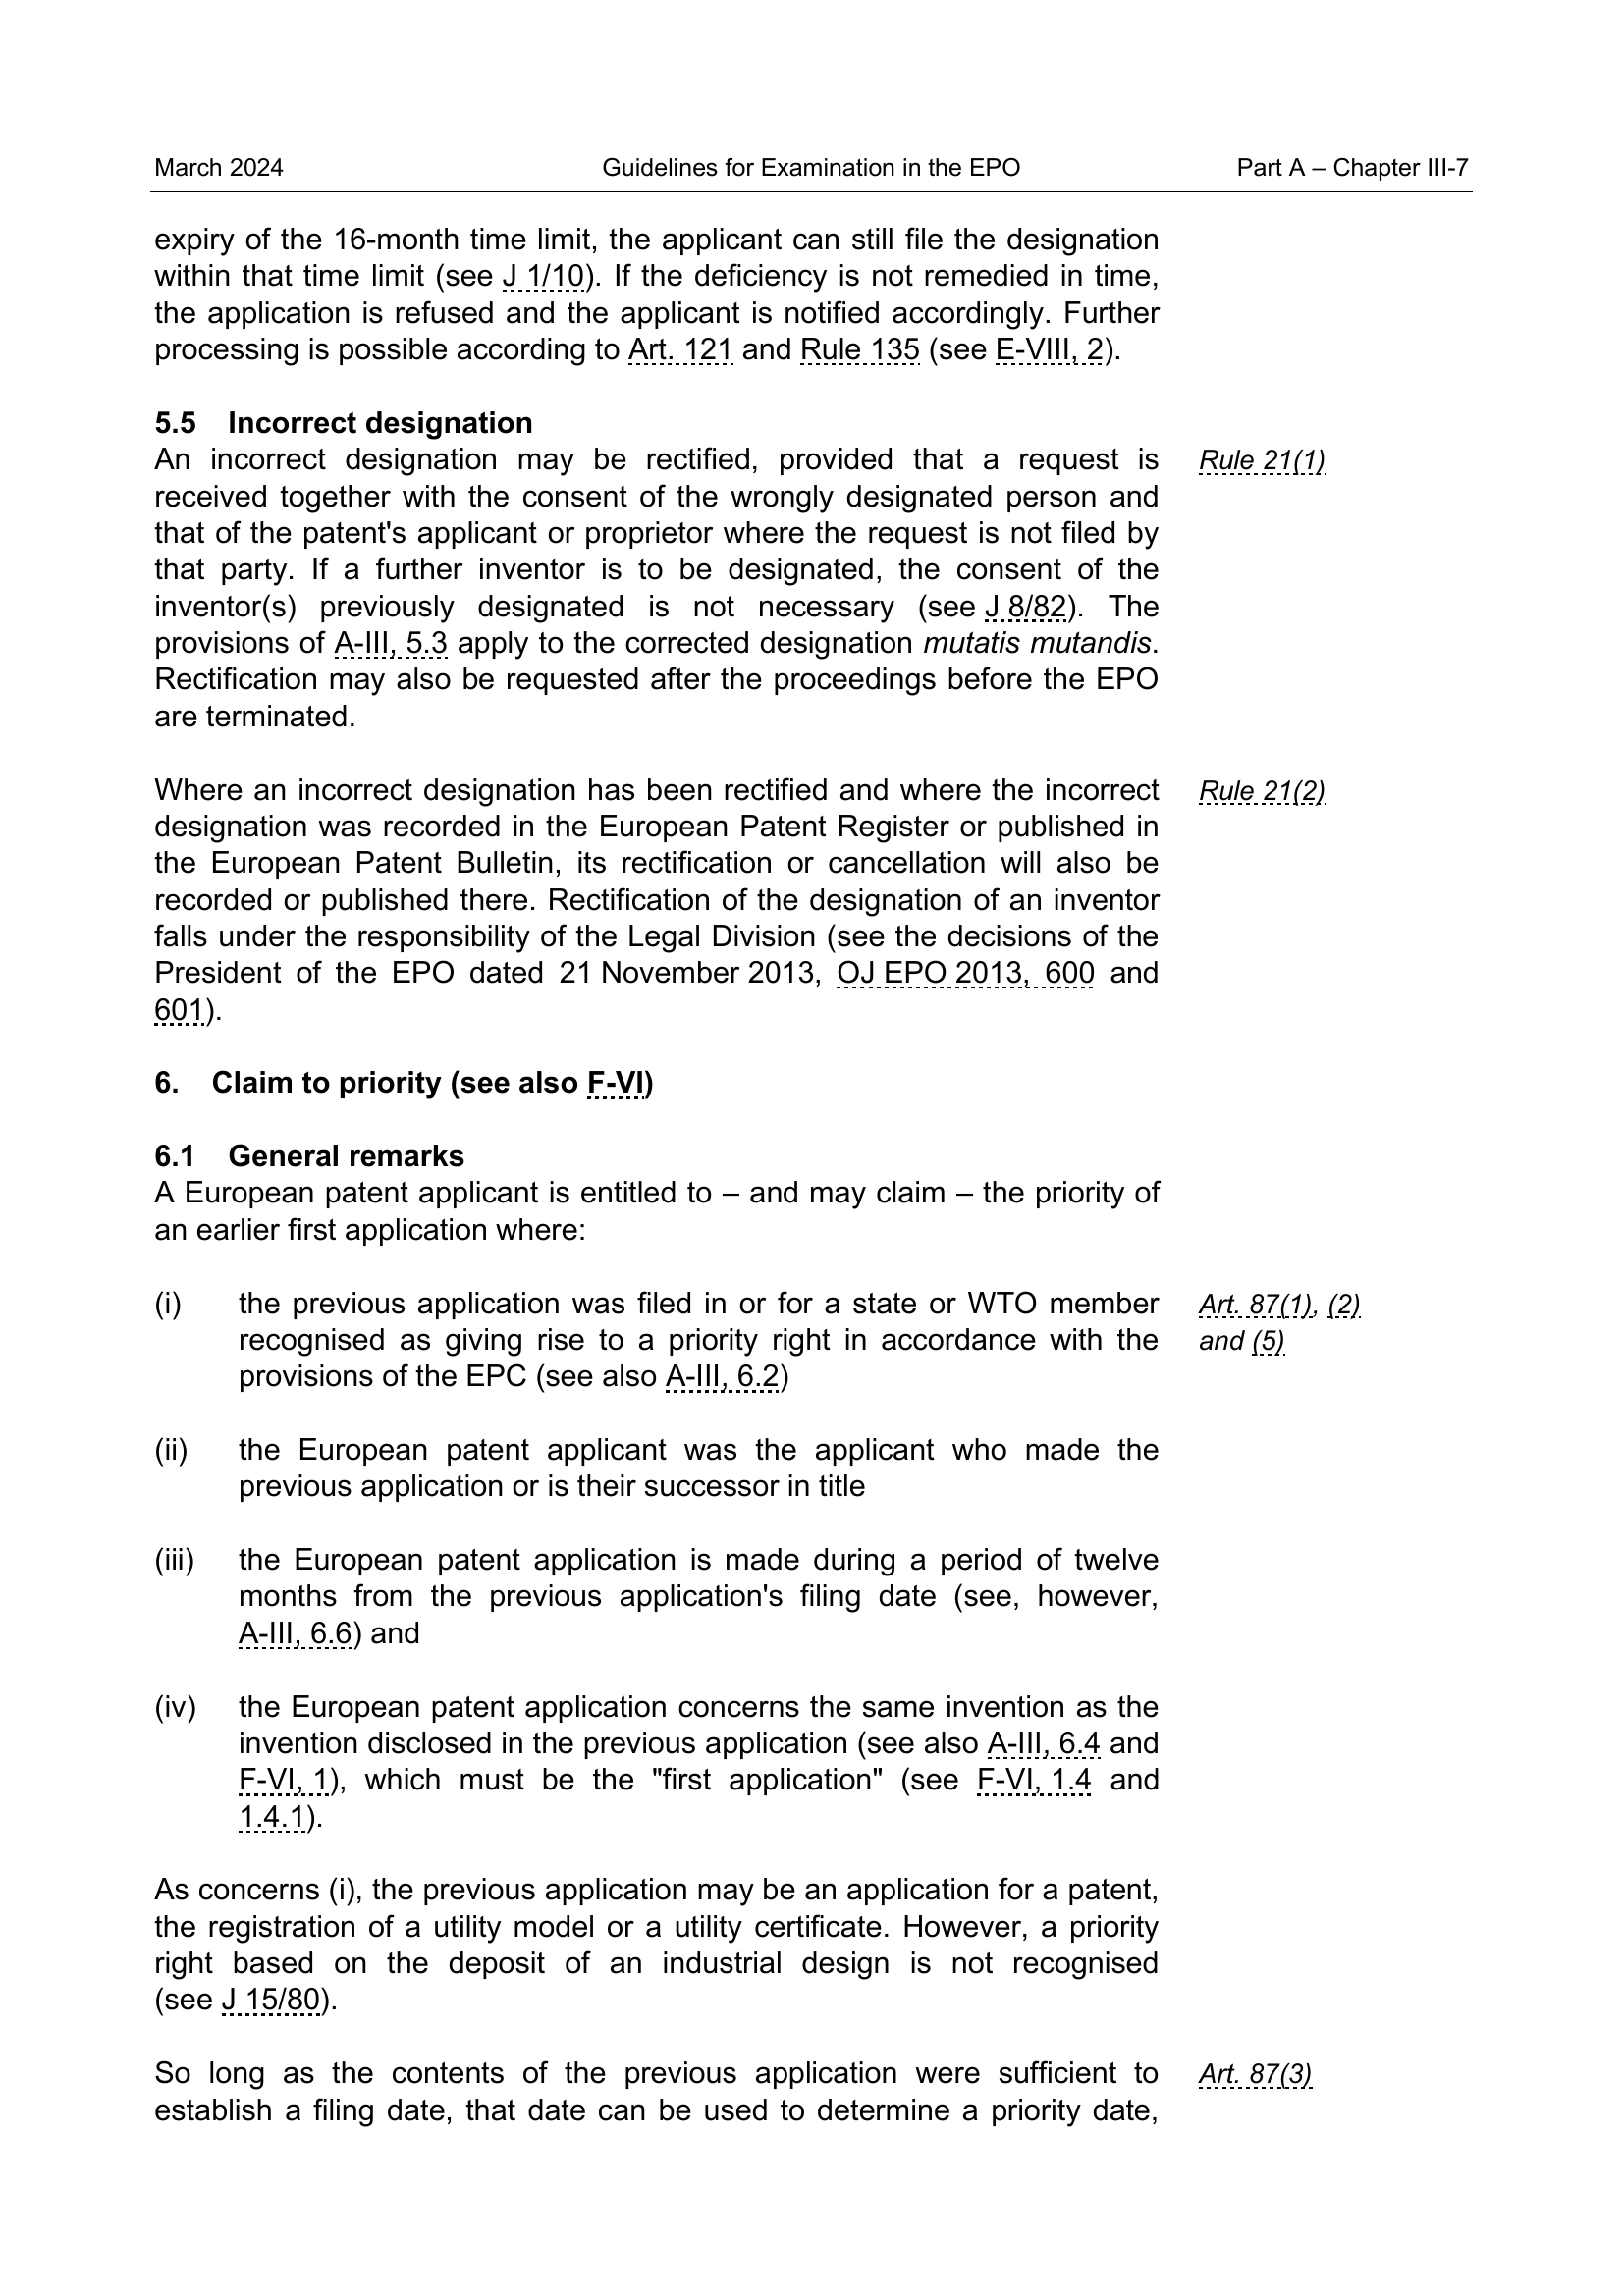 March 2024 Guidelines for Examination in the EPO Part A – Chapter III-7
expiry of the 16-month time limit, the applicant can still file the designation
within that time limit (see J 1/10). If the deficiency is not remedied in time,
the application is refused and the applicant is notified accordingly. Further
processing is possible according to Art. 121 and Rule 135 (see E-VIII, 2).
5.5 Incorrect designation
An incorrect designation may be rectified, provided that a request is Rule 21(1)
received together with the consent of the wrongly designated person and
that of the patent's applicant or proprietor where the request is not filed by
that party. If a further inventor is to be designated, the consent of the
inventor(s) previously designated is not necessary (see J 8/82). The
provisions of A-III, 5.3 apply to the corrected designation mutatis mutandis.
Rectification may also be requested after the proceedings before the EPO
are terminated.
Where an incorrect designation has been rectified and where the incorrect Rule 21(2)
designation was recorded in the European Patent Register or published in
the European Patent Bulletin, its rectification or cancellation will also be
recorded or published there. Rectification of the designation of an inventor
falls under the responsibility of the Legal Division (see the decisions of the
President of the EPO dated 21 November 2013, OJ EPO 2013, 600 and
601).
6. Claim to priority (see also F-VI)
6.1 General remarks
A European patent applicant is entitled to – and may claim – the priority of
an earlier first application where:
(i) the previous application was filed in or for a state or WTO member Art. 87(1), (2)
recognised as giving rise to a priority right in accordance with the and (5)
provisions of the EPC (see also A-III, 6.2)
(ii) the European patent applicant was the applicant who made the
previous application or is their successor in title
(iii) the European patent application is made during a period of twelve
months from the previous application's filing date (see, however,
A-III, 6.6) and
(iv) the European patent application concerns the same invention as the
invention disclosed in the previous application (see also A-III, 6.4 and
F-VI, 1), which must be the "first application" (see F-VI, 1.4 and
1.4.1).
As concerns (i), the previous application may be an application for a patent,
the registration of a utility model or a utility certificate. However, a priority
right based on the deposit of an industrial design is not recognised
(see J 15/80).
So long as the contents of the previous application were sufficient to Art. 87(3)
establish a filing date, that date can be used to determine a priority date,